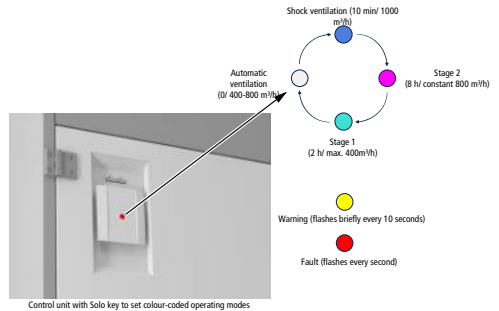 Shock ventilation (10 min/ 1000
m³/h)
Automatic
ventilation
(0/ 400-800 m³/h)
Stage 2
(8 h/ constant 800 m³/h)
Stage 1
(2 h/ max. 400m³/h)
Warning (flashes briefly every 10 seconds)
Fault (flashes every second)
Control unit with Solo key to set colour-coded operating modes